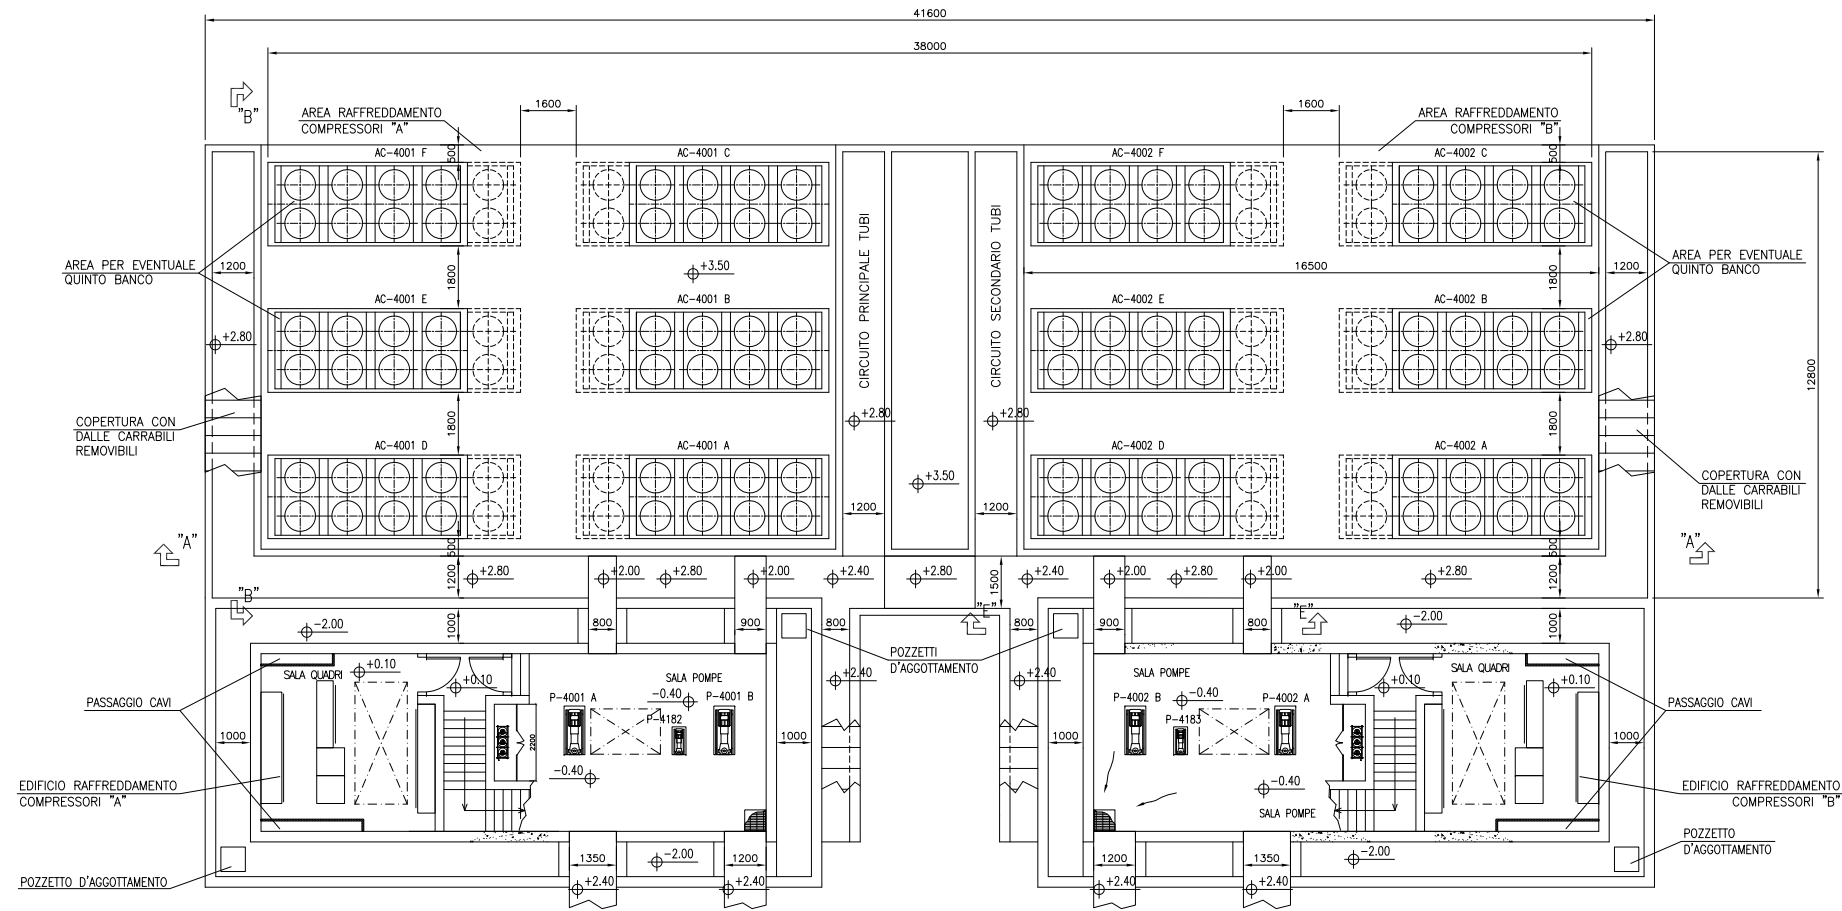 41600
38000
"B"
AREA RAFFREDDAMENTO
COMPRESSORI "A"
1600
1600
AREA RAFFREDDAMENTO
COMPRESSORI "B"
500
AC-4001 F
AC-4001 C
AC-4002 F
AC-4002 C
500
CIRCUITO PRINCIPALE TUBI
CIRCUITO SECONDARIO TUBI
AREA PER EVENTUALE
QUINTO BANCO
1200
1800
+3.50
16500
1800
1200
AREA PER EVENTUALE
QUINTO BANCO
AC-4001 E
AC-4001 B
AC-4002 E
AC-4002 B
+2.80
+2.80
12800
COPERTURA CON
DALLE CARRABILI
REMOVIBILI
1800
+2.80
+2.80
1800
AC-4001 D
AC-4001 A
AC-4002 D
AC-4002 A
+3.50
COPERTURA CON
DALLE CARRABILI
REMOVIBILI
1200
1200
"A"
500
500
"A"
1200
+2.80
+2.00
+2.80
+2.00
+2.40
+2.80
1500
+2.40
+2.00
+2.80
+2.00
+2.80
1200
"B"
"E"
"E"
-2.00
1000
800
900
800
800
900
800
-2.00
1000
POZZETTI
D'AGGOTTAMENTO
SALA QUADRI
+0.10
+0.10
SALA POMPE
+2.40
+2.40
SALA POMPE
+0.10
SALA QUADRI
+0.10
PASSAGGIO CAVI
P-4001 A
-0.40
P-4001 B
P-4182
P-4002 B
-0.40
P-4002 A
P-4183
PASSAGGIO CAVI
1000
2200
1000
1000
1000
-0.40
-0.40
EDIFICIO RAFFREDDAMENTO
COMPRESSORI "A"
EDIFICIO RAFFREDDAMENTO
COMPRESSORI "B"
SALA POMPE
POZZETTO
D'AGGOTTAMENTO
1350
-2.00
1200
1200
1350
-2.00
POZZETTO D'AGGOTTAMENTO
+2.40
+2.40
+2.40
+2.40